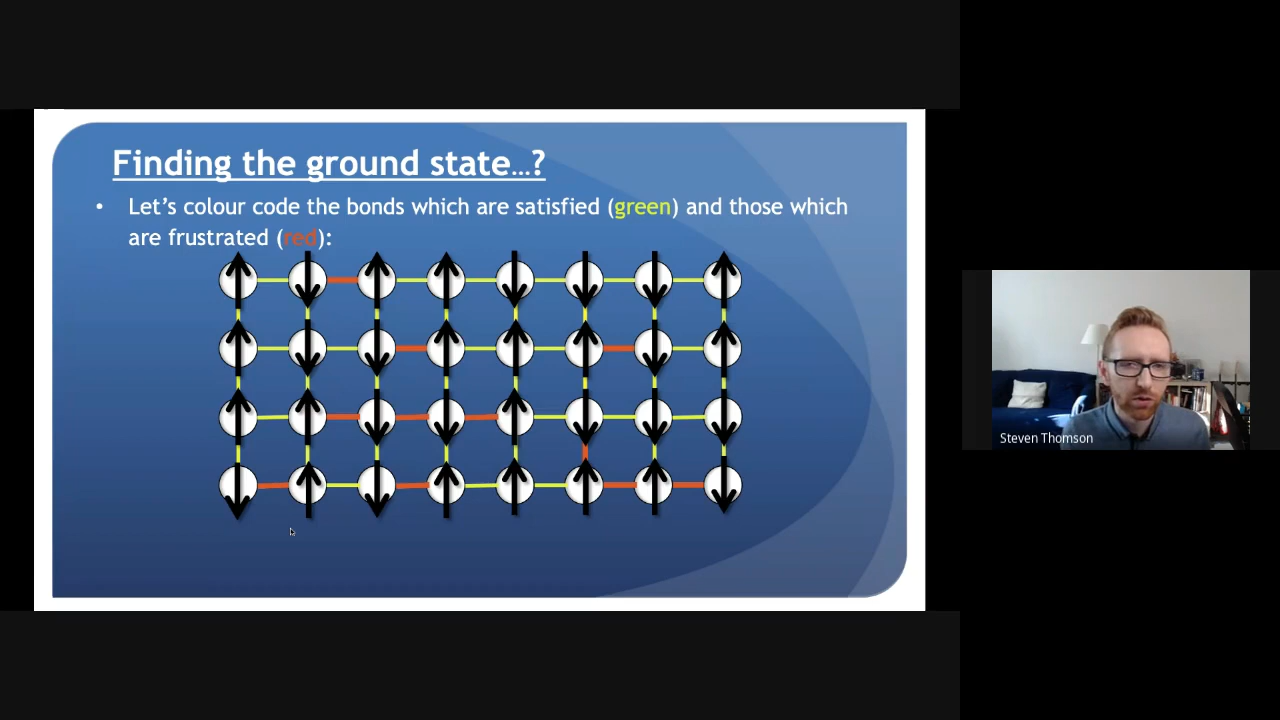 Finding the ground state…?
• Let’s colour code the bonds which are satisfied (green) and those which
are frustrated (red):
Steven Thomson